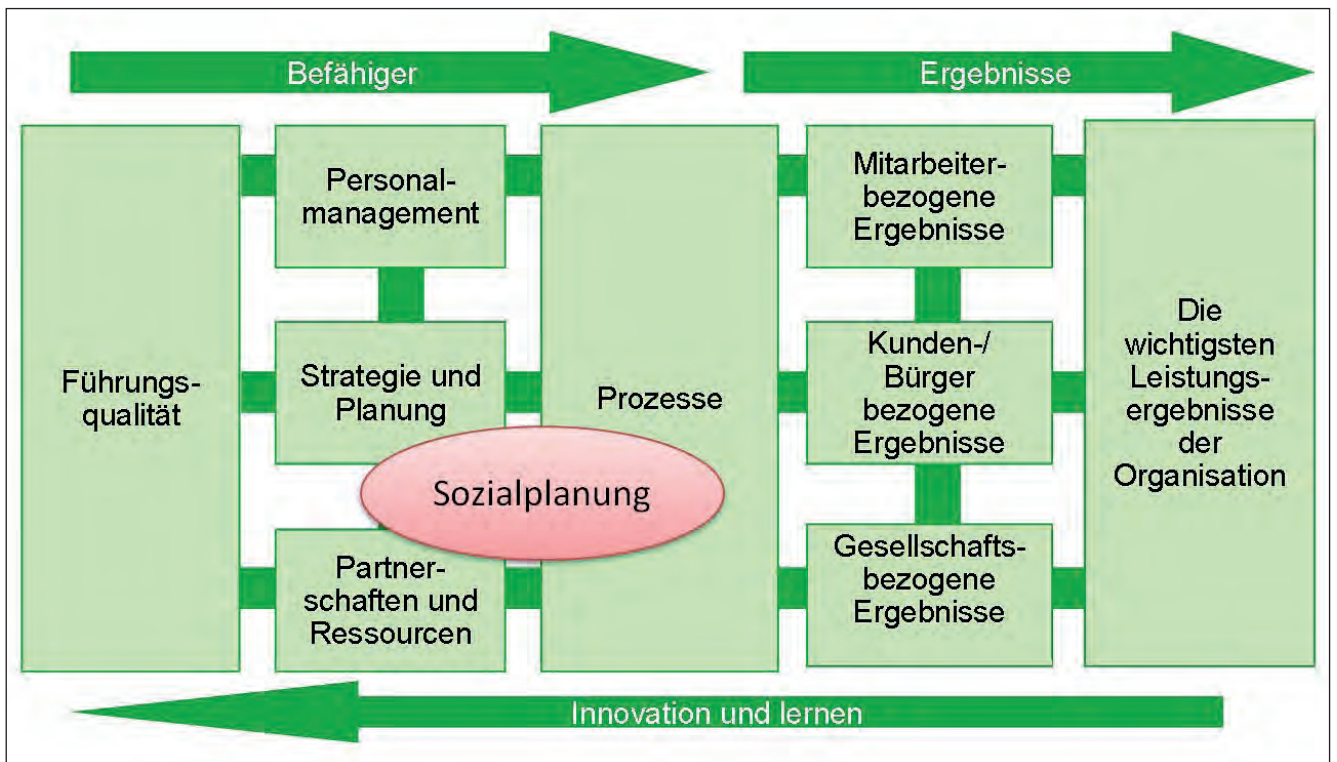 Befähiger
Ergebnisse
Führungs-
qualität
Personal-
management
Strategie und
Planung
Sozialplanung
Partner-
schaften und
Ressourcen
Prozesse
Mitarbeiter-
bezogene
Ergebnisse
Kunden-/
Bürger
bezogene
Ergebnisse
Gesellschafts-
bezogene
Ergebnisse
Die
wichtigsten
Leistungs-
ergebnisse
der
Organisation
Innovation und lernen